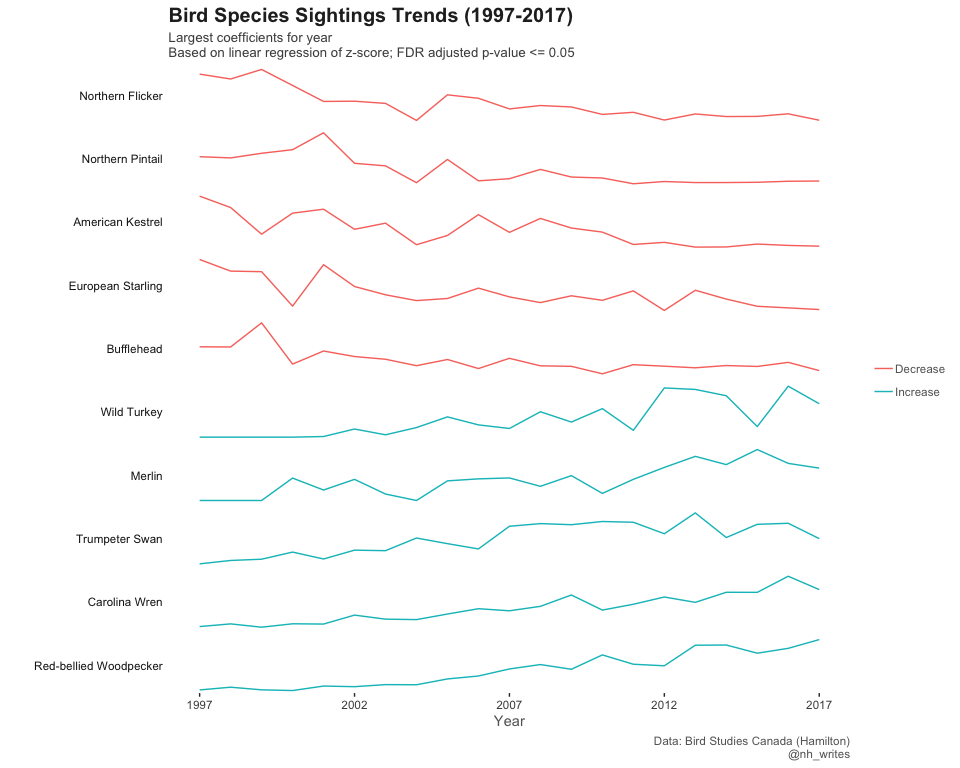 Bird Species Sightings Trends (1997-2017)
Largest coefficients for year
Based on linear regression of z-score; FDR adjusted p-value <= 0.05
Northern Flicker
Northern Pintail
American Kestrel
European Starling
Bufflehead
Wild Turkey
Merlin
Trumpeter Swan
Carolina Wren
Red-bellied Woodpecker
Decrease
Increase
1997 2002 2007 2012 2017
Year
Data: Bird Studies Canada (Hamilton)
@nh_writes